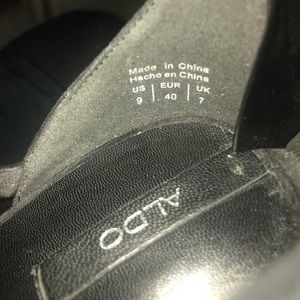 Made in China
Hecho en China
US EUR UK
9 40 7
ALDO